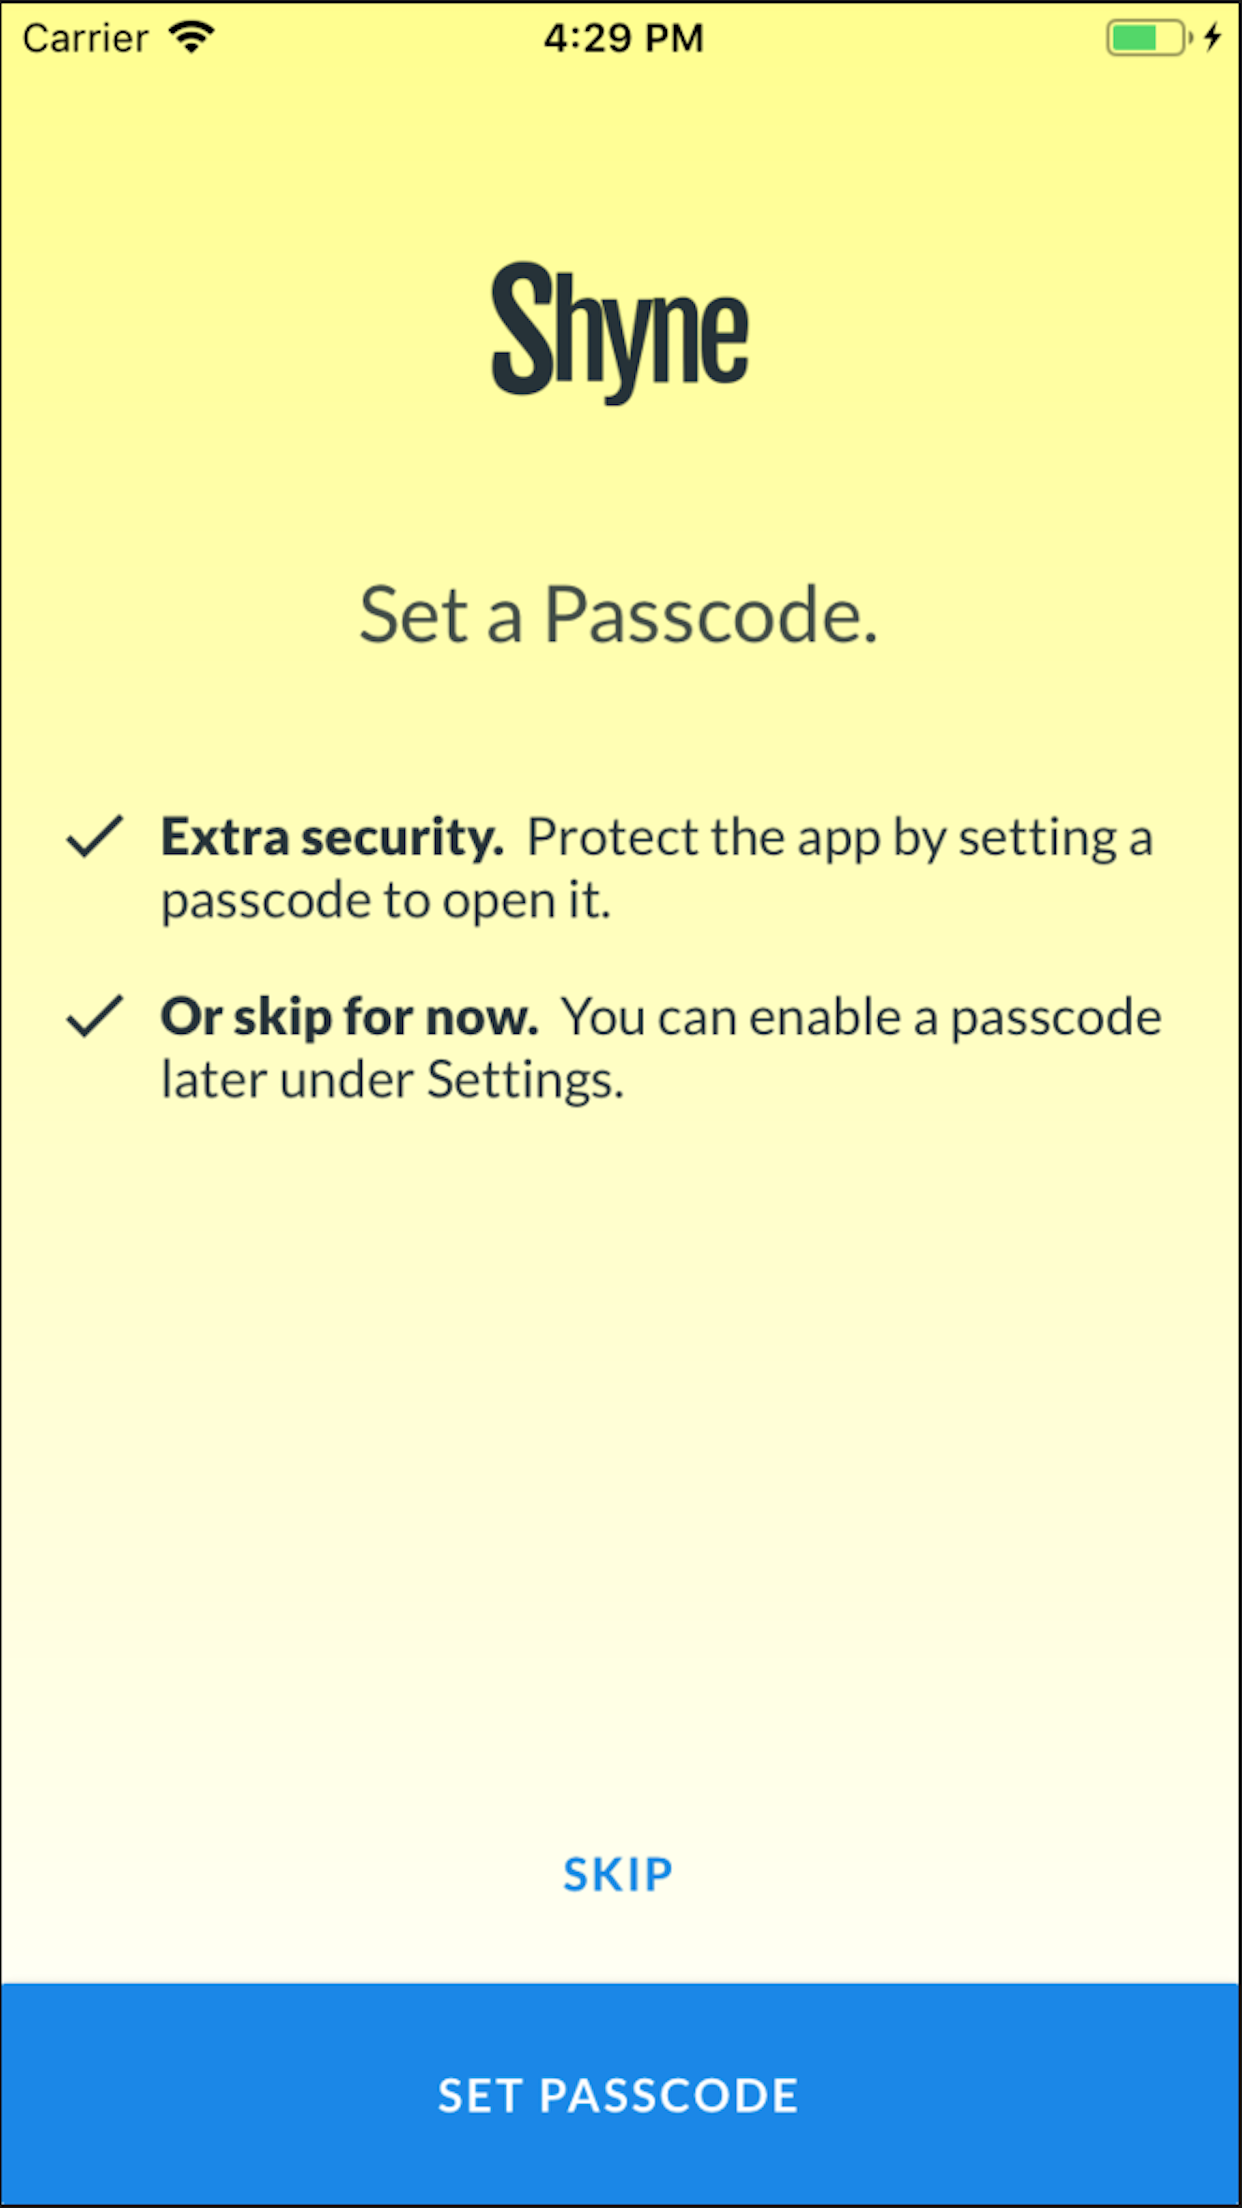 Carrier 4:29 PM
Shyne
Set a Passcode.
Extra security. Protect the app by setting a
passcode to open it.
Or skip for now. You can enable a passcode
later under Settings.
SKIP
SET PASSCODE